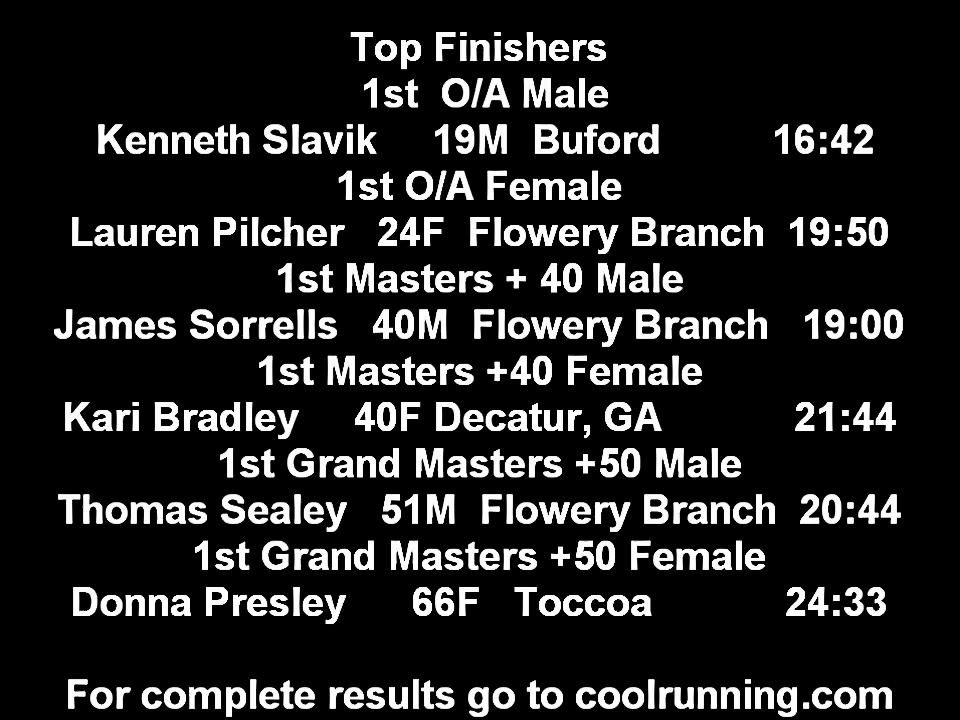 Top Finishers
1st O/A Male
Kenneth Slavik 19M Buford 16:42
1st O/A Female
Lauren Pilcher 24F Flowery Branch 19:50
1st Masters + 40 Male
James Sorrells 40M Flowery Branch 19:00
1st Masters +40 Female
Kari Bradley 40F Decatur, GA 21:44
1st Grand Masters +50 Male
Thomas Sealey 51M Flowery Branch 20:44
1st Grand Masters +50 Female
Donna Presley 66F Toccoa 24:33
For complete results go to coolrunning.com